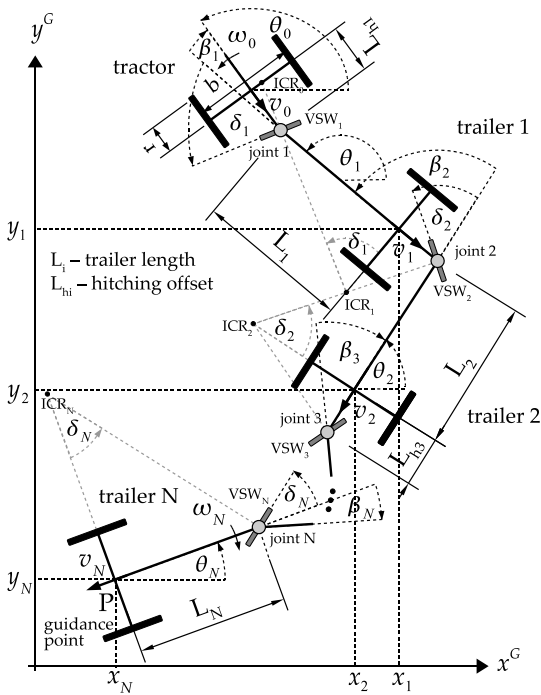 y^G
β_1
ω_0
θ_0
L_h1
tractor
b
ICR_0
v_0
r
δ_1
VSW_1
joint 1
trailer 1
θ_1
β_2
δ_2
y_1
δ_1
v_1
joint 2
L_1
L_i – trailer length
L_hi – hitching offset
VSW_2
ICR_1
ICR_2
δ_2
β_3
θ_2
L_2
y_2
ICR_N
v_2
trailer 2
joint 3
VSW_3
L_h3
δ_N
trailer N
VSW_N
δ_N
β_N
ω_N
joint N
v_N
θ_N
y_N
P
L_N
guidance
point
x_N
x_2
x_1
x^G